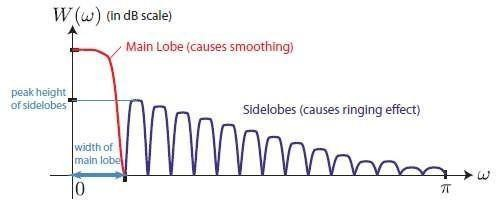 W(ω) (in dB scale)
Main Lobe (causes smoothing)
peak height
of sidelobes
Sidelobes (causes ringing effect)
width of
main lobe
ω
0
π